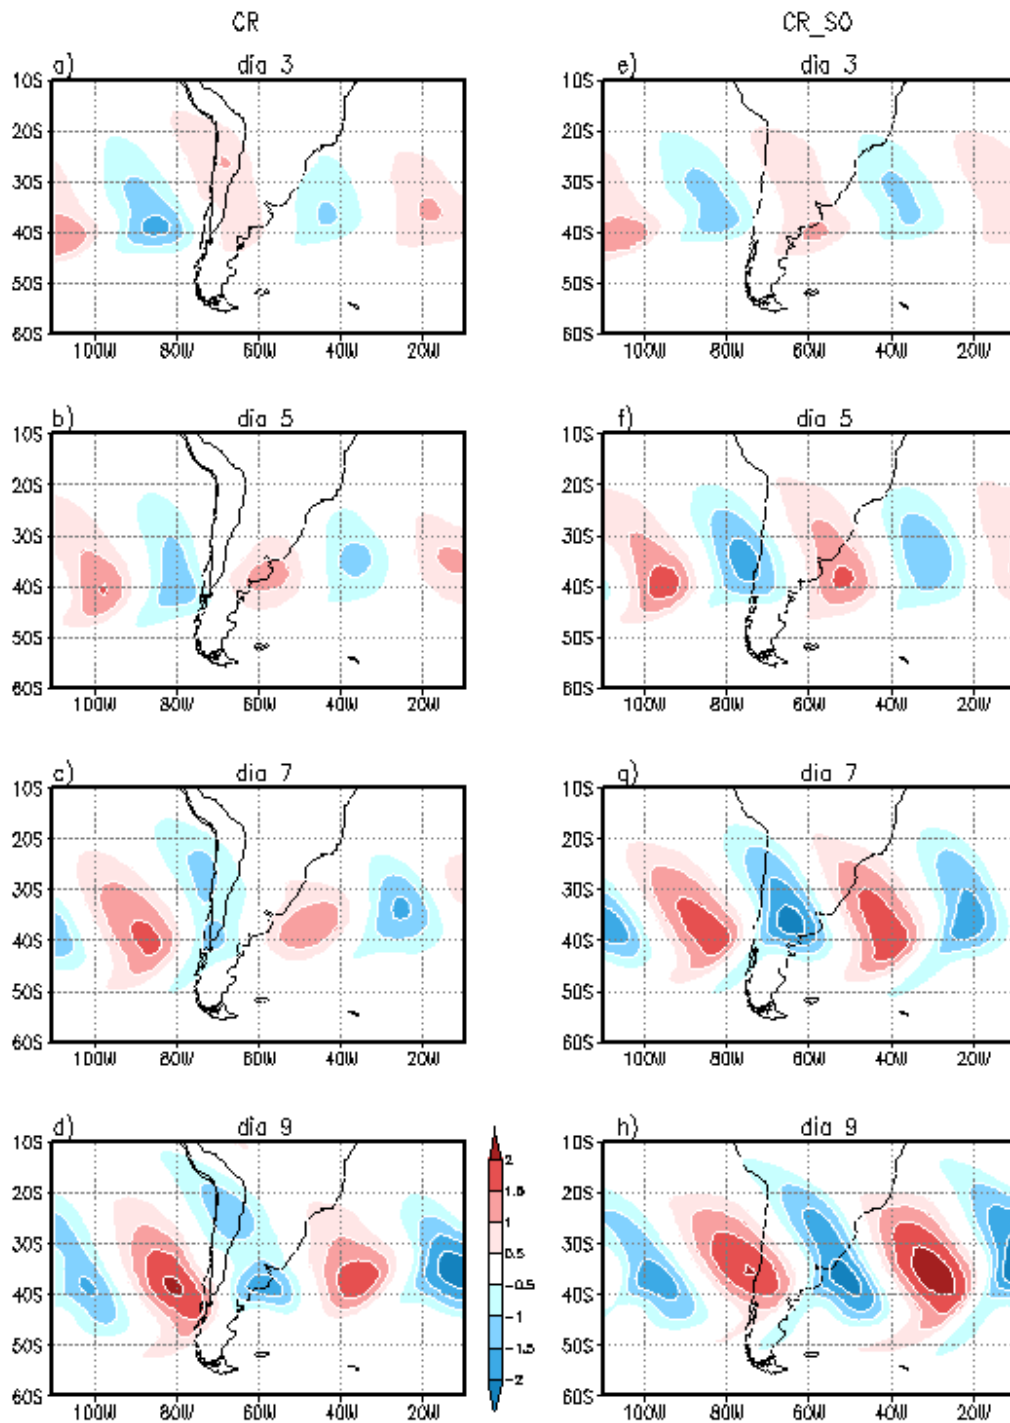 CR CR_SO
a) dia 3 e) dia 3
10S 10S
20S 20S
30S 30S
40S 40S
50S 50S
60S 60S
100W 80W 60W 40W 20W 100W 80W 60W 40W 20W
b) dia 5 f) dia 5
10S 10S
20S 20S
30S 30S
40S 40S
50S 50S
60S 60S
100W 80W 60W 40W 20W 100W 80W 60W 40W 20W
c) dia 7 g) dia 7
10S 10S
20S 20S
30S 30S
40S 40S
50S 50S
60S 60S
100W 80W 60W 40W 20W 100W 80W 60W 40W 20W
d) dia 9 h) dia 9
10S 2 10S
20S 1.5 20S
1
30S 0.5 30S
-0.5
40S -1 40S
50S -1.5 50S
-2
60S 60S
100W 80W 60W 40W 20W 100W 80W 60W 40W 20W